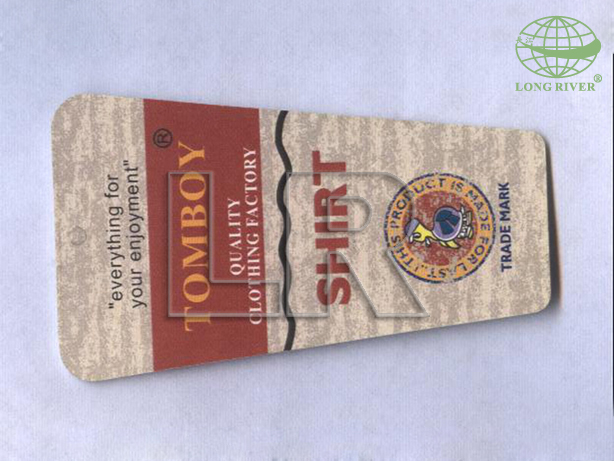 "everything for
your enjoyment"
TOMBOY®
QUALITY
CLOTHING FACTORY
SHIRT
THIS PRODUCT IS MADE FOR LAST...!
TRADE MARK
LR
LONG RIVER®